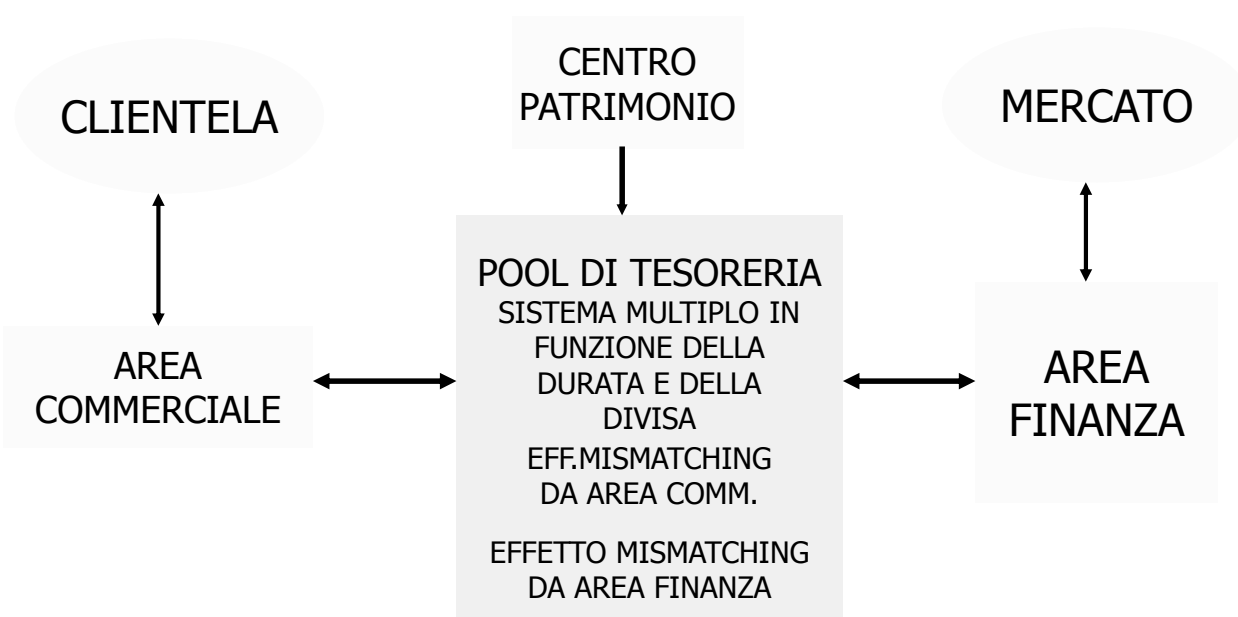 CLIENTELA
CENTRO
PATRIMONIO
MERCATO
AREA
COMMERCIALE
POOL DI TESORERIA
SISTEMA MULTIPLO IN
FUNZIONE DELLA
DURATA E DELLA
DIVISA
EFF.MISMATCHING
DA AREA COMM.
EFFETTO MISMATCHING
DA AREA FINANZA
AREA
FINANZA